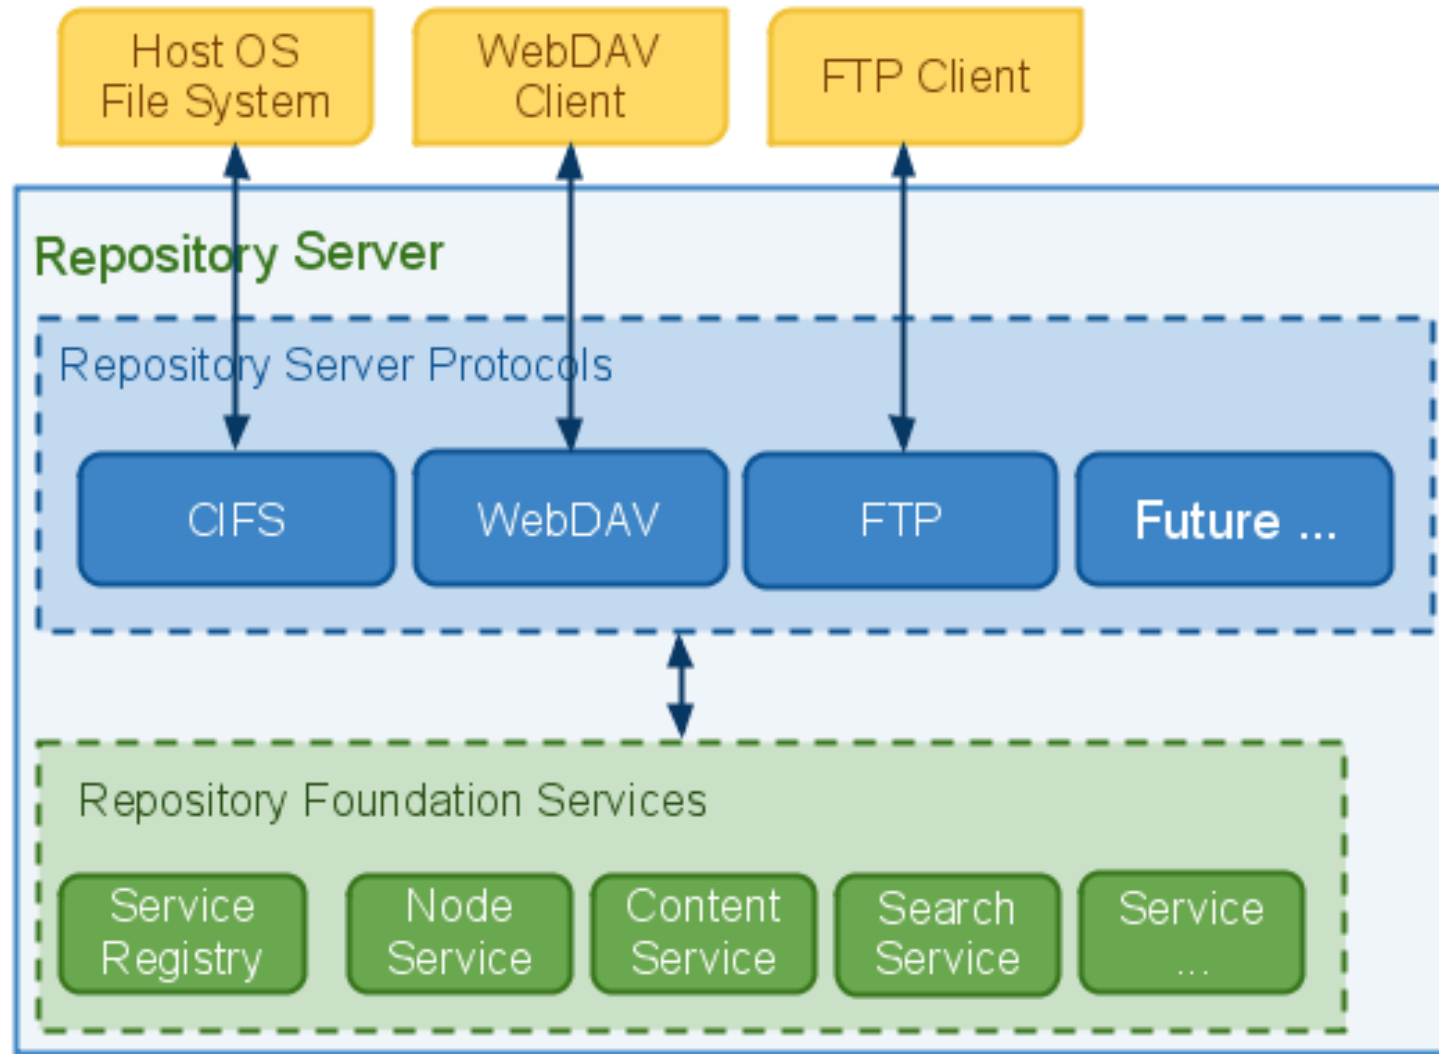 Host OS
File System
WebDAV
Client
FTP Client
Repository Server
Repository Server Protocols
CIFS
WebDAV
FTP
Future ...
Repository Foundation Services
Service
Registry
Node
Service
Content
Service
Search
Service
Service
...